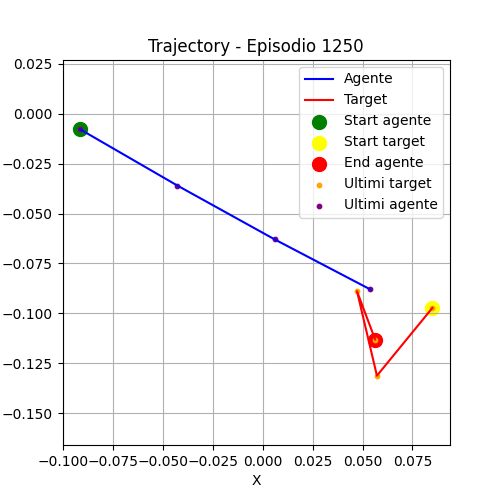 Trajectory - Episodio 1250
Agente
Target
Start agente
Start target
End agente
Ultimi target
Ultimi agente
0.025
0.000
−0.025
−0.050
−0.075
−0.100
−0.125
−0.150
−0.100 −0.075 −0.050 −0.025 0.000 0.025 0.050 0.075
X